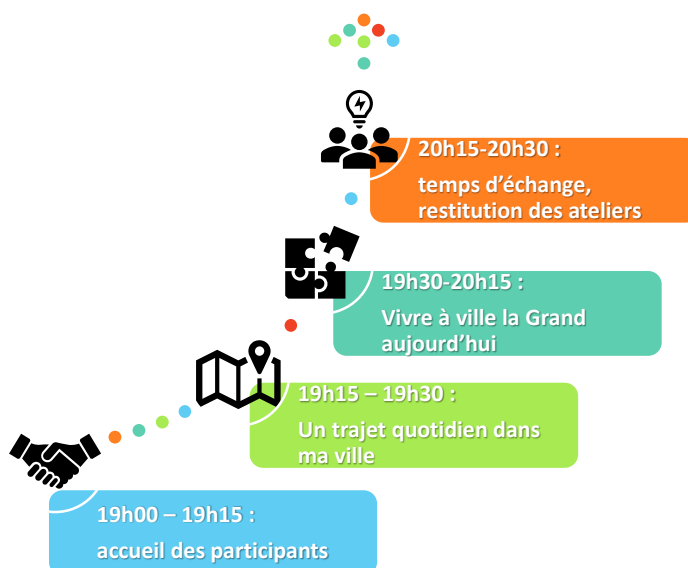 20h15-20h30 :
temps d’échange,
restitution des ateliers
19h30-20h15 :
Vivre à ville la Grand
aujourd’hui
19h15 – 19h30 :
Un trajet quotidien dans
ma ville
19h00 – 19h15 :
accueil des participants